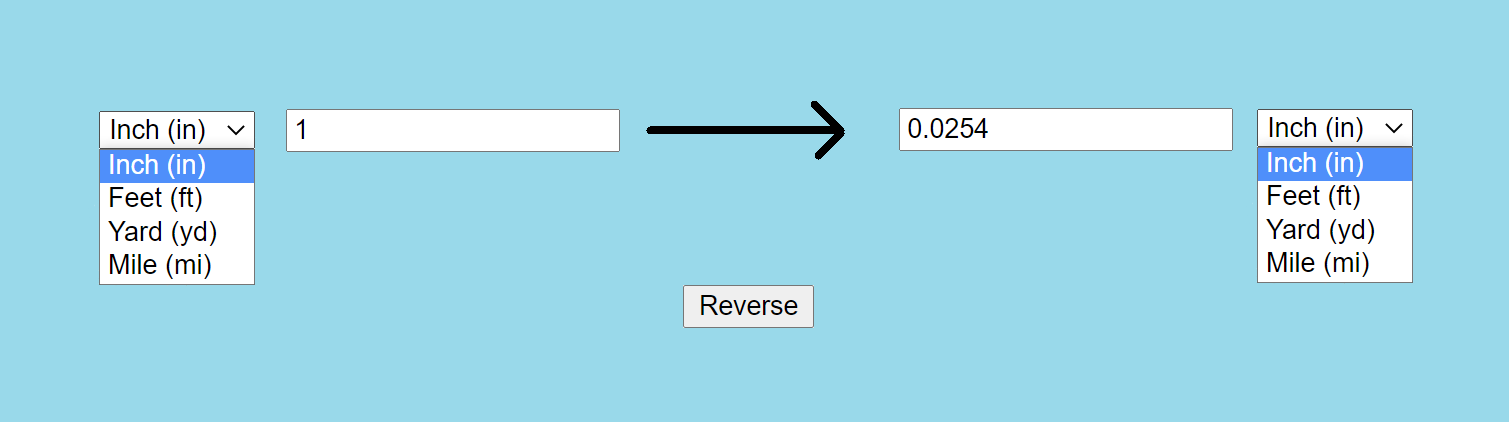 Inch (in)
1
0.0254
Inch (in)
Inch (in)
Feet (ft)
Yard (yd)
Mile (mi)
Inch (in)
Feet (ft)
Yard (yd)
Mile (mi)
Reverse